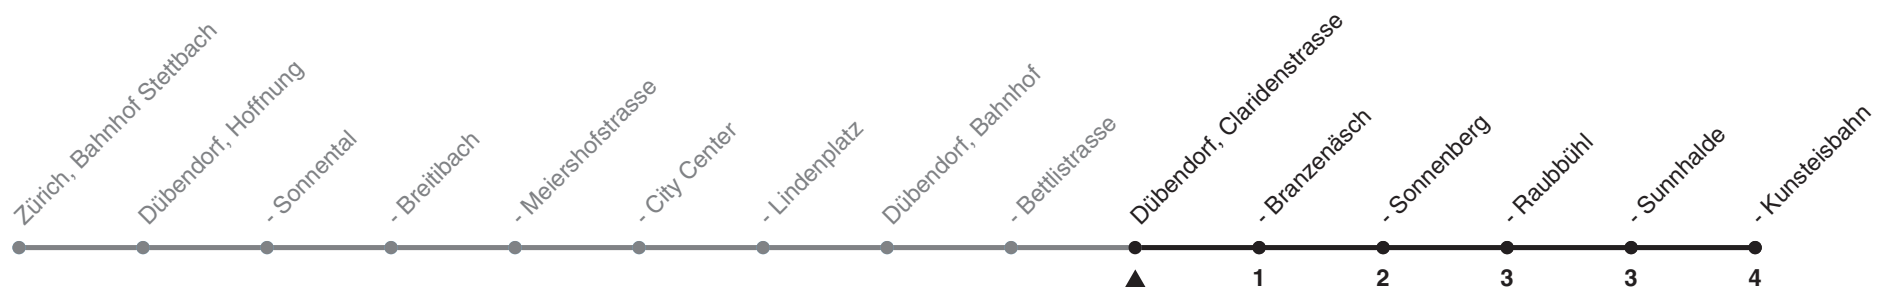 Zürich, Bahnhof Stettbach
Dübendorf, Hoffnung
- Sonnental
- Breitibach
- Meiershofstrasse
- City Center
- Lindenplatz
Dübendorf, Bahnhof
- Bettlistrasse
Dübendorf, Claridenstrasse
- Branzenäsch
- Sonnenberg
- Raubbühl
- Sunnhalde
- Kunsteisbahn
1 2 3 3 4